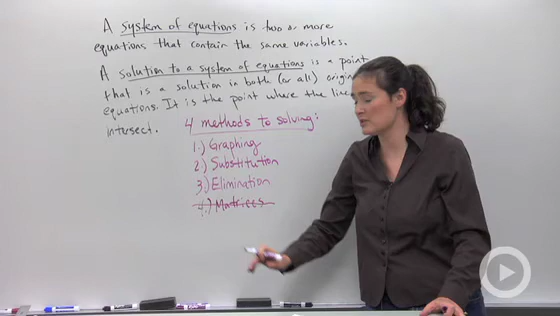 A system of equations is two or more
equations that contain the same variables.
A solution to a system of equations is a point
that is a solution in both (or all)
equations. It is the point where the
intersect.
4 methods to solving:
1.) Graphing
2.) Substitution
3.) Elimination
4.) Matrices